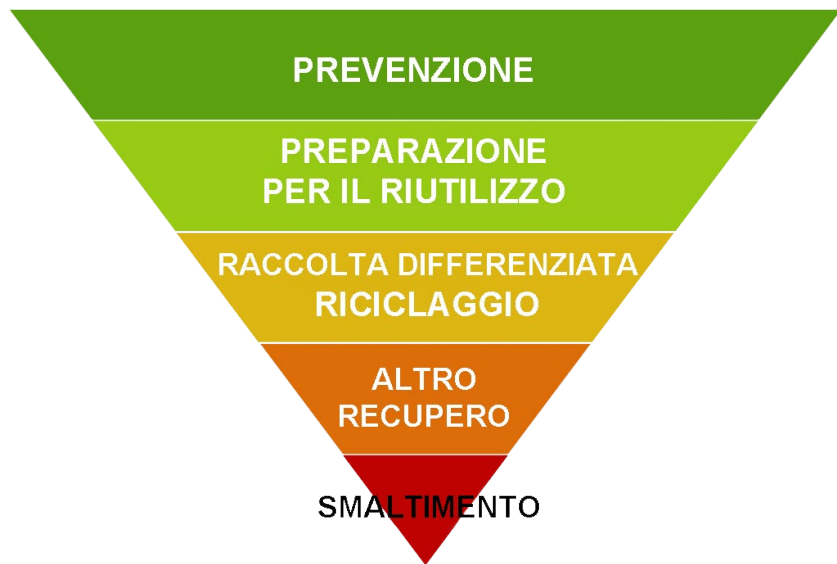 PREVENZIONE
PREPARAZIONE
PER IL RIUTILIZZO
RACCOLTA DIFFERENZIATA
RICICLAGGIO
ALTRO
RECUPERO
SMALTIMENTO